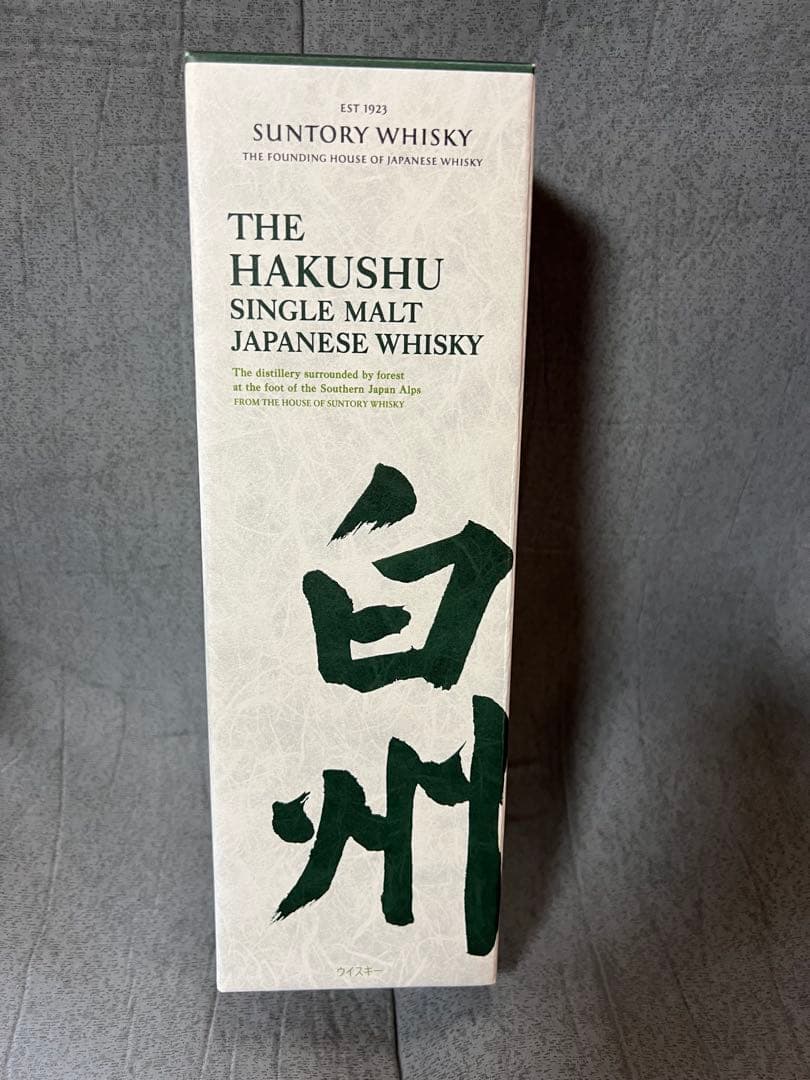 EST 1923
SUNTORY WHISKY
THE FOUNDING HOUSE OF JAPANESE WHISKY
THE
HAKUSHU
SINGLE MALT
JAPANESE WHISKY
The distillery surrounded by forest
at the foot of the Southern Japan Alps
FROM THE HOUSE OF SUNTORY WHISKY
白
州
ウイスキー